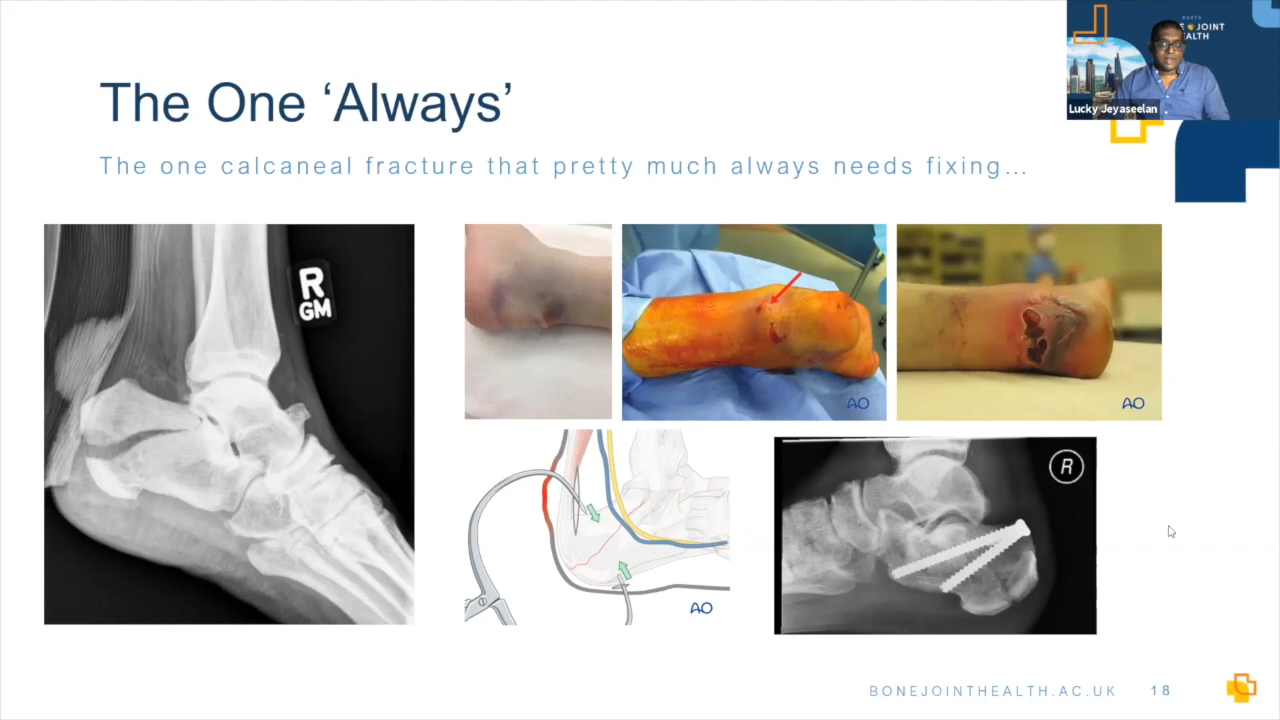 The One ‘Always’
The one calcaneal fracture that pretty much always needs fixing…
JOINT
Lucky Jeyaseelan
R
GM
AO
AO
AO
R
BONEJOINTHEALTH.AC.UK 18